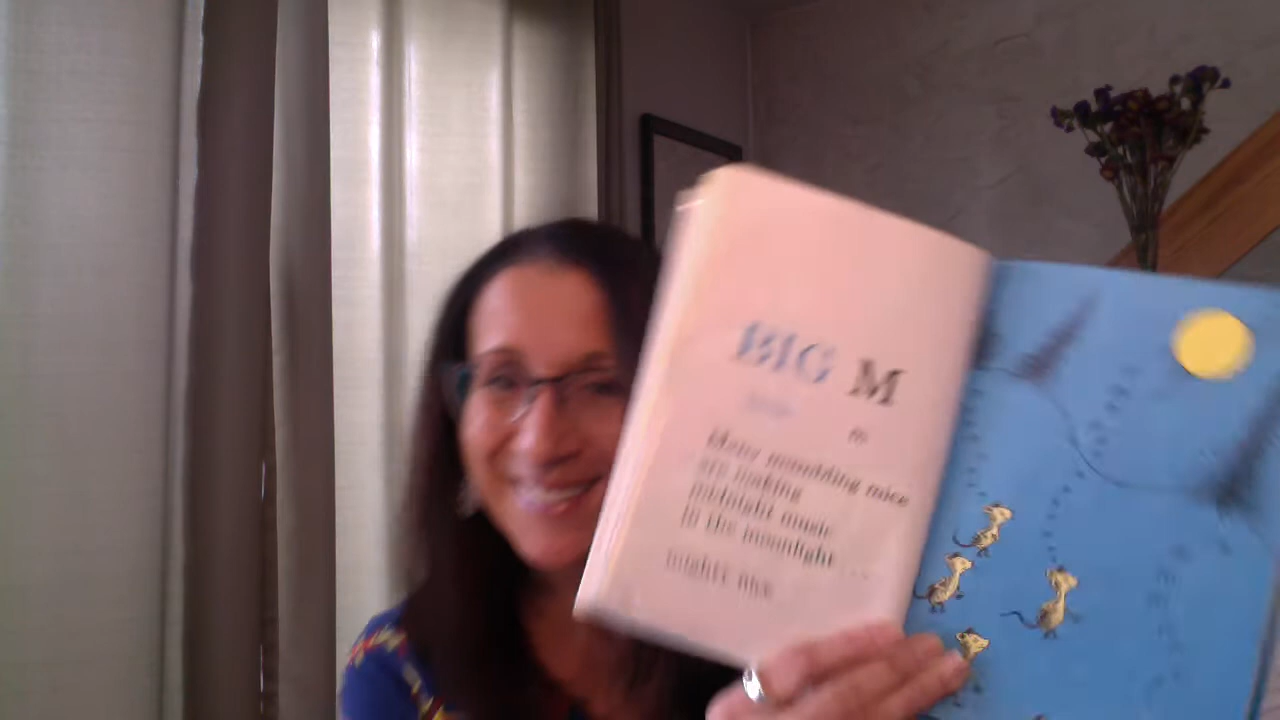 BIG M
m
Many mumbling mice
are making
midnight music
in the moonlight . . .
mighty nice